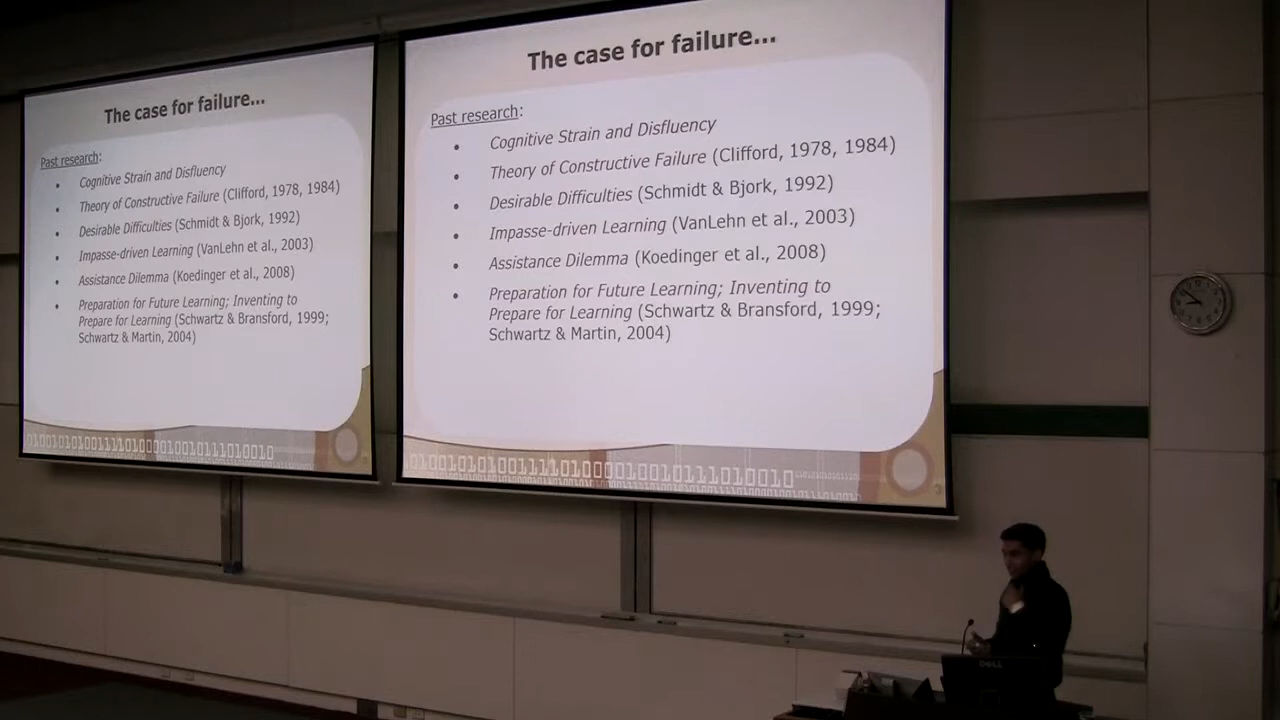 The case for failure...
Past research:
Cognitive Strain and Disfluency
Theory of Constructive Failure (Clifford, 1978, 1984)
Desirable Difficulties (Schmidt & Bjork, 1992)
Impasse-driven Learning (VanLehn et al., 2003)
Assistance Dilemma (Koedinger et al., 2008)
Preparation for Future Learning; Inventing to
Prepare for Learning (Schwartz & Bransford, 1999;
Schwartz & Martin, 2004)
The case for failure...
Past research:
Cognitive Strain and Disfluency
Theory of Constructive Failure (Clifford, 1978, 1984)
Desirable Difficulties (Schmidt & Bjork, 1992)
Impasse-driven Learning (VanLehn et al., 2003)
Assistance Dilemma (Koedinger et al., 2008)
Preparation for Future Learning; Inventing to
Prepare for Learning (Schwartz & Bransford, 1999;
Schwartz & Martin, 2004)
DELL